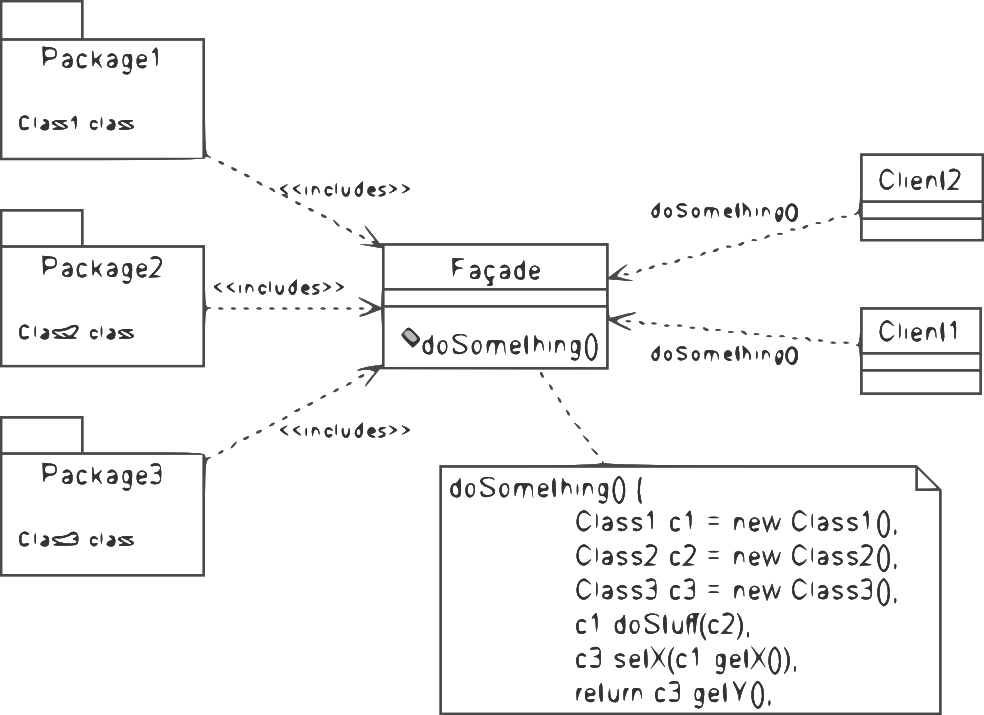 Package1
Class1 class
<<includes>>
Package2
Class2 class
<<includes>>
Package3
Class3 class
<<includes>>
Façade
doSomething()
Client2
doSomething()
Client1
doSomething()
doSomething() {
Class1 c1 = new Class1();
Class2 c2 = new Class2();
Class3 c3 = new Class3();
c1.doStuff(c2);
c3.setX(c1.getX());
return c3.getY();